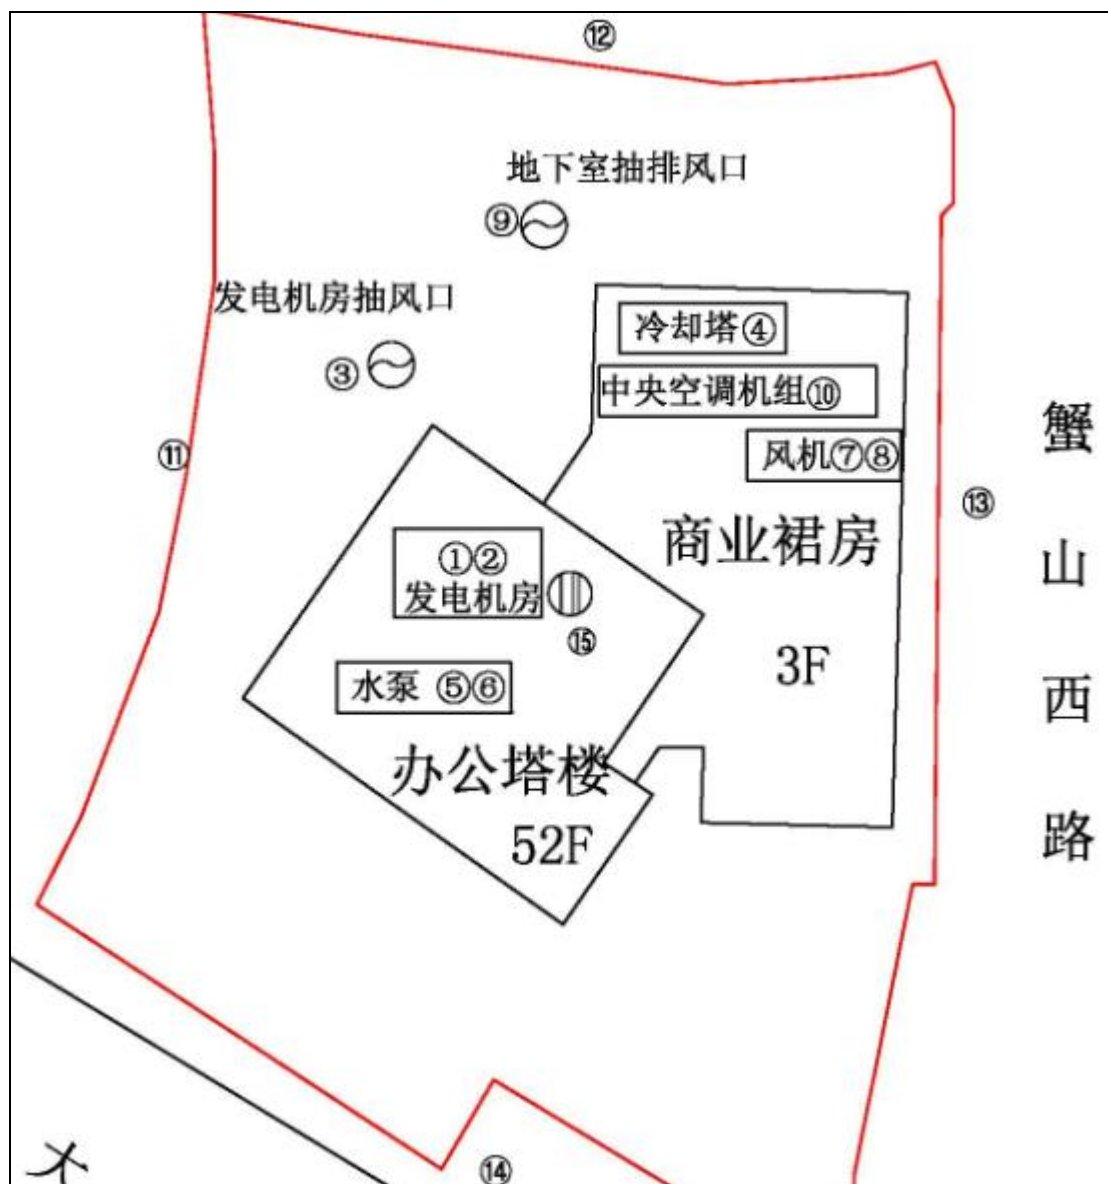 ⑫
地下室抽排风口
⑨
发电机房抽风口
③
冷却塔④
中央空调机组⑩
风机⑦⑧
⑪
⑬
商业裙房
3F
①②
发电机房
⑮
水泵 ⑤⑥
办公塔楼
52F
蟹山西路
⑭
大